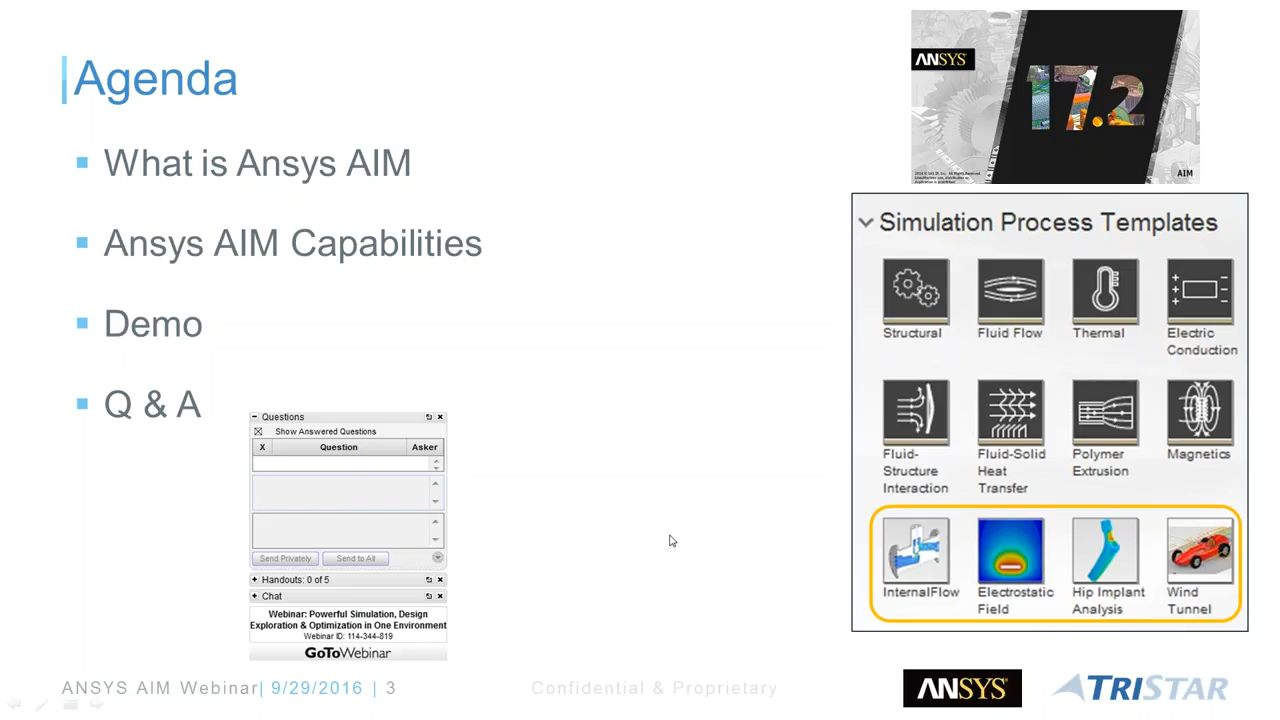 Agenda
What is Ansys AIM
Ansys AIM Capabilities
Demo
Q & A
Questions
Show Answered Questions
X Question Asker
Send Privately Send to All
Handouts: 0 of 5
Chat
Webinar: Powerful Simulation, Design
Exploration & Optimization in One Environment
Webinar ID: 114-344-819
GoToWebinar
ANSYS
17.2
AIM
Simulation Process Templates
Structural Fluid Flow Thermal Electric
Conduction
Fluid- Fluid-Solid Polymer Magnetics
Structure Heat Extrusion
Interaction Transfer
InternalFlow Electrostatic Hip Implant Wind
Field Analysis Tunnel
ANSYS AIM Webinar| 9/29/2016 | 3
Confidential & Proprietary
ANSYS
TRISTAR